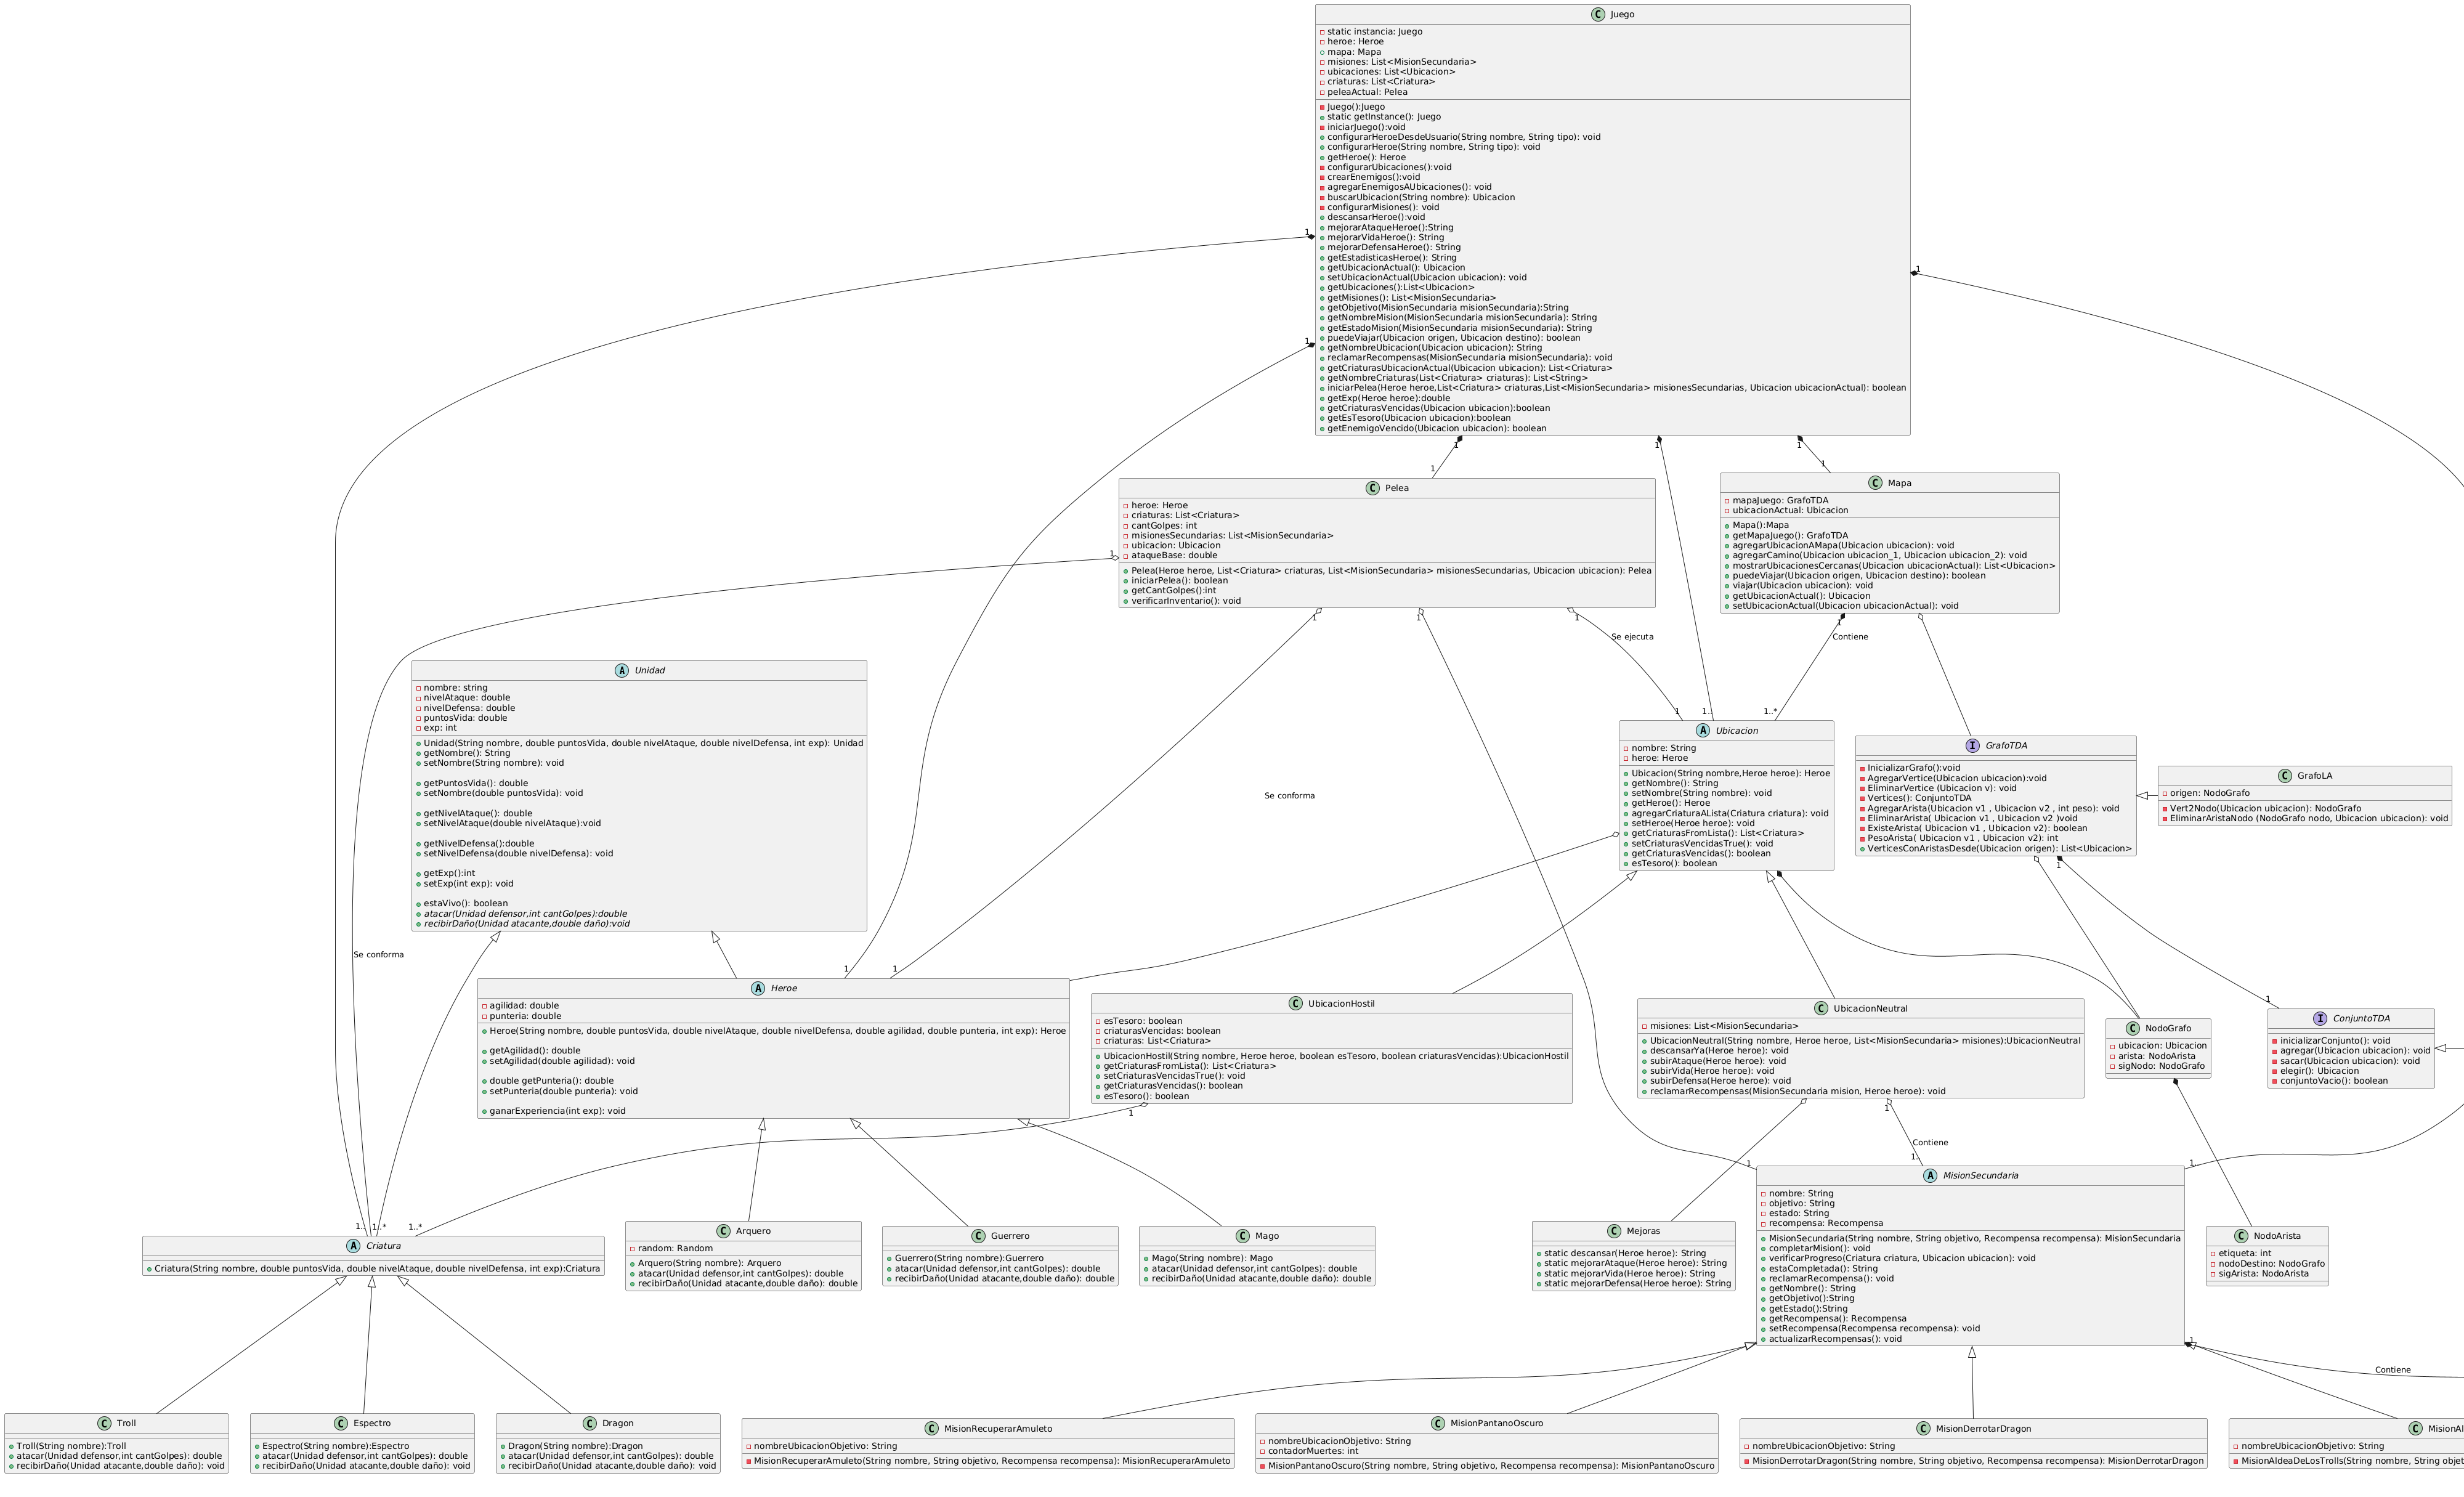 Juego
static instancia: Juego
heroe: Heroe
mapa: Mapa
misiones: List<MisionSecundaria>
ubicaciones: List<Ubicacion>
criaturas: List<Criatura>
peleaActual: Pelea
Juego():Juego
static getInstance(): Juego
iniciarJuego():void
configurarHeroeDesdeUsuario(String nombre, String tipo): void
configurarHeroe(String nombre, String tipo): void
getHeroe(): Heroe
configurarUbicaciones():void
crearEnemigos():void
agregarEnemigosAUbicaciones(): void
buscarUbicacion(String nombre): Ubicacion
configurarMisiones(): void
descansarHeroe():void
mejorarAtaqueHeroe():String
mejorarVidaHeroe(): String
mejorarDefensaHeroe(): String
getEstadisticasHeroe(): String
getUbicacionActual(): Ubicacion
setUbicacionActual(Ubicacion ubicacion): void
getUbicaciones():List<Ubicacion>
getMisiones(): List<MisionSecundaria>
getObjetivo(MisionSecundaria misionSecundaria):String
getNombreMision(MisionSecundaria misionSecundaria): String
getEstadoMision(MisionSecundaria misionSecundaria): String
puedeViajar(Ubicacion origen, Ubicacion destino): boolean
getNombreUbicacion(Ubicacion ubicacion): String
reclamarRecompensas(MisionSecundaria misionSecundaria): void
getCriaturasUbicacionActual(Ubicacion ubicacion): List<Criatura>
getNombreCriaturas(List<Criatura> criaturas): List<String>
iniciarPelea(Heroe heroe,List<Criatura> criaturas,List<MisionSecundaria> misionesSecundarias, Ubicacion ubicacionActual): boolean
getExp(Heroe heroe):double
getCriaturasVencidas(Ubicacion ubicacion):boolean
getEsTesoro(Ubicacion ubicacion):boolean
getEnemigoVencido(Ubicacion ubicacion): boolean
1
1
1
1
1
1
1
1
Pelea
heroe: Heroe
criaturas: List<Criatura>
cantGolpes: int
misionesSecundarias: List<MisionSecundaria>
ubicacion: Ubicacion
ataqueBase: double
Pelea(Heroe heroe, List<Criatura> criaturas, List<MisionSecundaria> misionesSecundarias, Ubicacion ubicacion): Pelea
iniciarPelea(): boolean
getCantGolpes():int
verificarInventario(): void
1
1
1
1
Mapa
mapaJuego: GrafoTDA
ubicacionActual: Ubicacion
Mapa():Mapa
getMapaJuego(): GrafoTDA
agregarUbicacionAMapa(Ubicacion ubicacion): void
agregarCamino(Ubicacion ubicacion_1, Ubicacion ubicacion_2): void
mostrarUbicacionesCercanas(Ubicacion ubicacionActual): List<Ubicacion>
puedeViajar(Ubicacion origen, Ubicacion destino): boolean
viajar(Ubicacion ubicacion): void
getUbicacionActual(): Ubicacion
setUbicacionActual(Ubicacion ubicacionActual): void
1
Se ejecuta
Contiene
1
1..
1..*
Unidad
nombre: string
nivelAtaque: double
nivelDefensa: double
puntosVida: double
exp: int
Unidad(String nombre, double puntosVida, double nivelAtaque, double nivelDefensa, int exp): Unidad
getNombre(): String
setNombre(String nombre): void
getPuntosVida(): double
setNombre(double puntosVida): void
getNivelAtaque(): double
setNivelAtaque(double nivelAtaque):void
getNivelDefensa():double
setNivelDefensa(double nivelDefensa): void
getExp():int
setExp(int exp): void
estaVivo(): boolean
atacar(Unidad defensor,int cantGolpes):double
recibirDaño(Unidad atacante,double daño):void
Se conforma
Se conforma
Ubicacion
nombre: String
heroe: Heroe
Ubicacion(String nombre,Heroe heroe): Heroe
getNombre(): String
setNombre(String nombre): void
getHeroe(): Heroe
agregarCriaturaALista(Criatura criatura): void
setHeroe(Heroe heroe): void
getCriaturasFromLista(): List<Criatura>
setCriaturasVencidasTrue(): void
getCriaturasVencidas(): boolean
esTesoro(): boolean
GrafoTDA
InicializarGrafo():void
AgregarVertice(Ubicacion ubicacion):void
EliminarVertice (Ubicacion v): void
Vertices(): ConjuntoTDA
AgregarArista(Ubicacion v1 , Ubicacion v2 , int peso): void
EliminarArista( Ubicacion v1 , Ubicacion v2 )void
ExisteArista( Ubicacion v1 , Ubicacion v2): boolean
PesoArista( Ubicacion v1 , Ubicacion v2): int
VerticesConAristasDesde(Ubicacion origen): List<Ubicacion>
1
GrafoLA
origen: NodoGrafo
Vert2Nodo(Ubicacion ubicacion): NodoGrafo
EliminarAristaNodo (NodoGrafo nodo, Ubicacion ubicacion): void
1
1
Heroe
agilidad: double
punteria: double
Heroe(String nombre, double puntosVida, double nivelAtaque, double nivelDefensa, double agilidad, double punteria, int exp): Heroe
getAgilidad(): double
setAgilidad(double agilidad): void
double getPunteria(): double
setPunteria(double punteria): void
ganarExperiencia(int exp): void
UbicacionHostil
esTesoro: boolean
criaturasVencidas: boolean
criaturas: List<Criatura>
UbicacionHostil(String nombre, Heroe heroe, boolean esTesoro, boolean criaturasVencidas):UbicacionHostil
getCriaturasFromLista(): List<Criatura>
setCriaturasVencidasTrue(): void
getCriaturasVencidas(): boolean
esTesoro(): boolean
1
UbicacionNeutral
misiones: List<MisionSecundaria>
UbicacionNeutral(String nombre, Heroe heroe, List<MisionSecundaria> misiones):UbicacionNeutral
descansarYa(Heroe heroe): void
subirAtaque(Heroe heroe): void
subirVida(Heroe heroe): void
subirDefensa(Heroe heroe): void
reclamarRecompensas(MisionSecundaria mision, Heroe heroe): void
1
Contiene
1..
NodoGrafo
ubicacion: Ubicacion
arista: NodoArista
sigNodo: NodoGrafo
1
ConjuntoTDA
inicializarConjunto(): void
agregar(Ubicacion ubicacion): void
sacar(Ubicacion ubicacion): void
elegir(): Ubicacion
conjuntoVacio(): boolean
1..
1..*
1..*
Criatura
Criatura(String nombre, double puntosVida, double nivelAtaque, double nivelDefensa, int exp):Criatura
Arquero
random: Random
Arquero(String nombre): Arquero
atacar(Unidad defensor,int cantGolpes): double
recibirDaño(Unidad atacante,double daño): double
Guerrero
Guerrero(String nombre):Guerrero
atacar(Unidad defensor,int cantGolpes): double
recibirDaño(Unidad atacante,double daño): double
Mago
Mago(String nombre): Mago
atacar(Unidad defensor,int cantGolpes): double
recibirDaño(Unidad atacante,double daño): double
Mejoras
static descansar(Heroe heroe): String
static mejorarAtaque(Heroe heroe): String
static mejorarVida(Heroe heroe): String
static mejorarDefensa(Heroe heroe): String
1
1..
MisionSecundaria
nombre: String
objetivo: String
estado: String
recompensa: Recompensa
MisionSecundaria(String nombre, String objetivo, Recompensa recompensa): MisionSecundaria
completarMision(): void
verificarProgreso(Criatura criatura, Ubicacion ubicacion): void
estaCompletada(): String
reclamarRecompensa(): void
getNombre(): String
getObjetivo():String
getEstado():String
getRecompensa(): Recompensa
setRecompensa(Recompensa recompensa): void
actualizarRecompensas(): void
1
Contiene
NodoArista
etiqueta: int
nodoDestino: NodoGrafo
sigArista: NodoArista
Troll
Troll(String nombre):Troll
atacar(Unidad defensor,int cantGolpes): double
recibirDaño(Unidad atacante,double daño): void
Espectro
Espectro(String nombre):Espectro
atacar(Unidad defensor,int cantGolpes): double
recibirDaño(Unidad atacante,double daño): void
Dragon
Dragon(String nombre):Dragon
atacar(Unidad defensor,int cantGolpes): double
recibirDaño(Unidad atacante,double daño): void
MisionRecuperarAmuleto
nombreUbicacionObjetivo: String
MisionRecuperarAmuleto(String nombre, String objetivo, Recompensa recompensa): MisionRecuperarAmuleto
MisionPantanoOscuro
nombreUbicacionObjetivo: String
contadorMuertes: int
MisionPantanoOscuro(String nombre, String objetivo, Recompensa recompensa): MisionPantanoOscuro
MisionDerrotarDragon
nombreUbicacionObjetivo: String
MisionDerrotarDragon(String nombre, String objetivo, Recompensa recompensa): MisionDerrotarDragon
MisionAl
nombreUbicacionObjetivo: String
MisionAldeaDeLosTrolls(String nombre, String objet